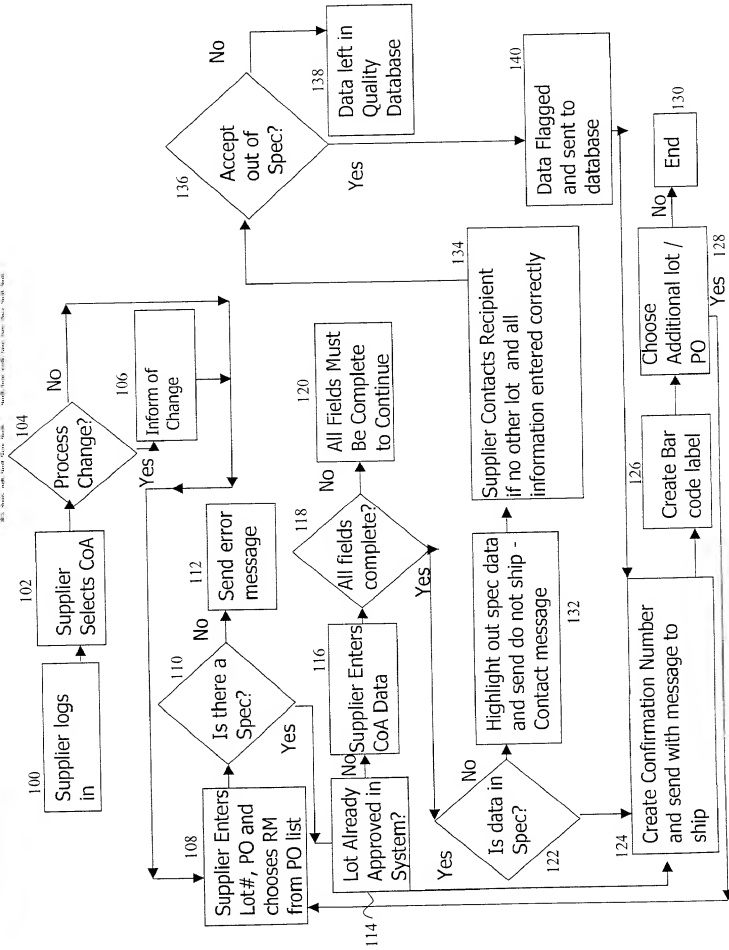 100
Supplier logs
in
102
Supplier
Selects CoA
104
Process
Change?
No
Yes
106
Inform of
Change
108
Supplier Enters
Lot#, PO and
chooses RM
from PO list
110
Is there a
Spec?
No
Yes
112
Send error
message
114
Lot Already
Approved in
System?
No
Yes
116
Supplier Enters
CoA Data
118
All fields
complete?
No
Yes
120
All Fields Must
Be Complete
to Continue
122
Is data in
Spec?
No
132
Highlight out spec data
and send do not ship -
Contact message
134
Supplier Contacts Recipient
if no other lot and all
information entered correctly
136
Accept
out of
Spec?
No
Yes
138
Data left in
Quality
Database
140
Data Flagged
and sent to
database
124
Create Confirmation Number
and send with message to
ship
126
Create Bar
code label
128
Choose
Additional lot /
PO
No
Yes
130
End